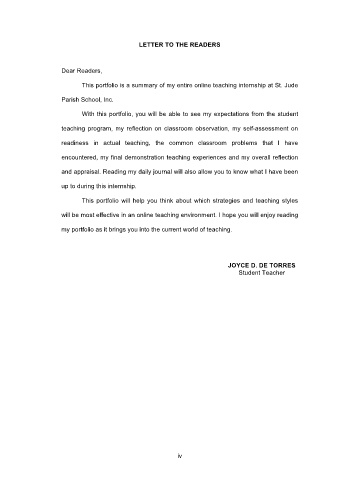 LETTER TO THE READERS
Dear Readers,
This portfolio is a summary of my entire online teaching internship at St. Jude
Parish School, Inc.
With this portfolio, you will be able to see my expectations from the student
teaching program, my reflection on classroom observation, my self-assessment on
readiness in actual teaching, the common classroom problems that I have
encountered, my final demonstration teaching experiences and my overall reflection
and appraisal. Reading my daily journal will also allow you to know what I have been
up to during this internship.
This portfolio will help you think about which strategies and teaching styles
will be most effective in an online teaching environment. I hope you will enjoy reading
my portfolio as it brings you into the current world of teaching.
JOYCE D. DE TORRES
Student Teacher
iv